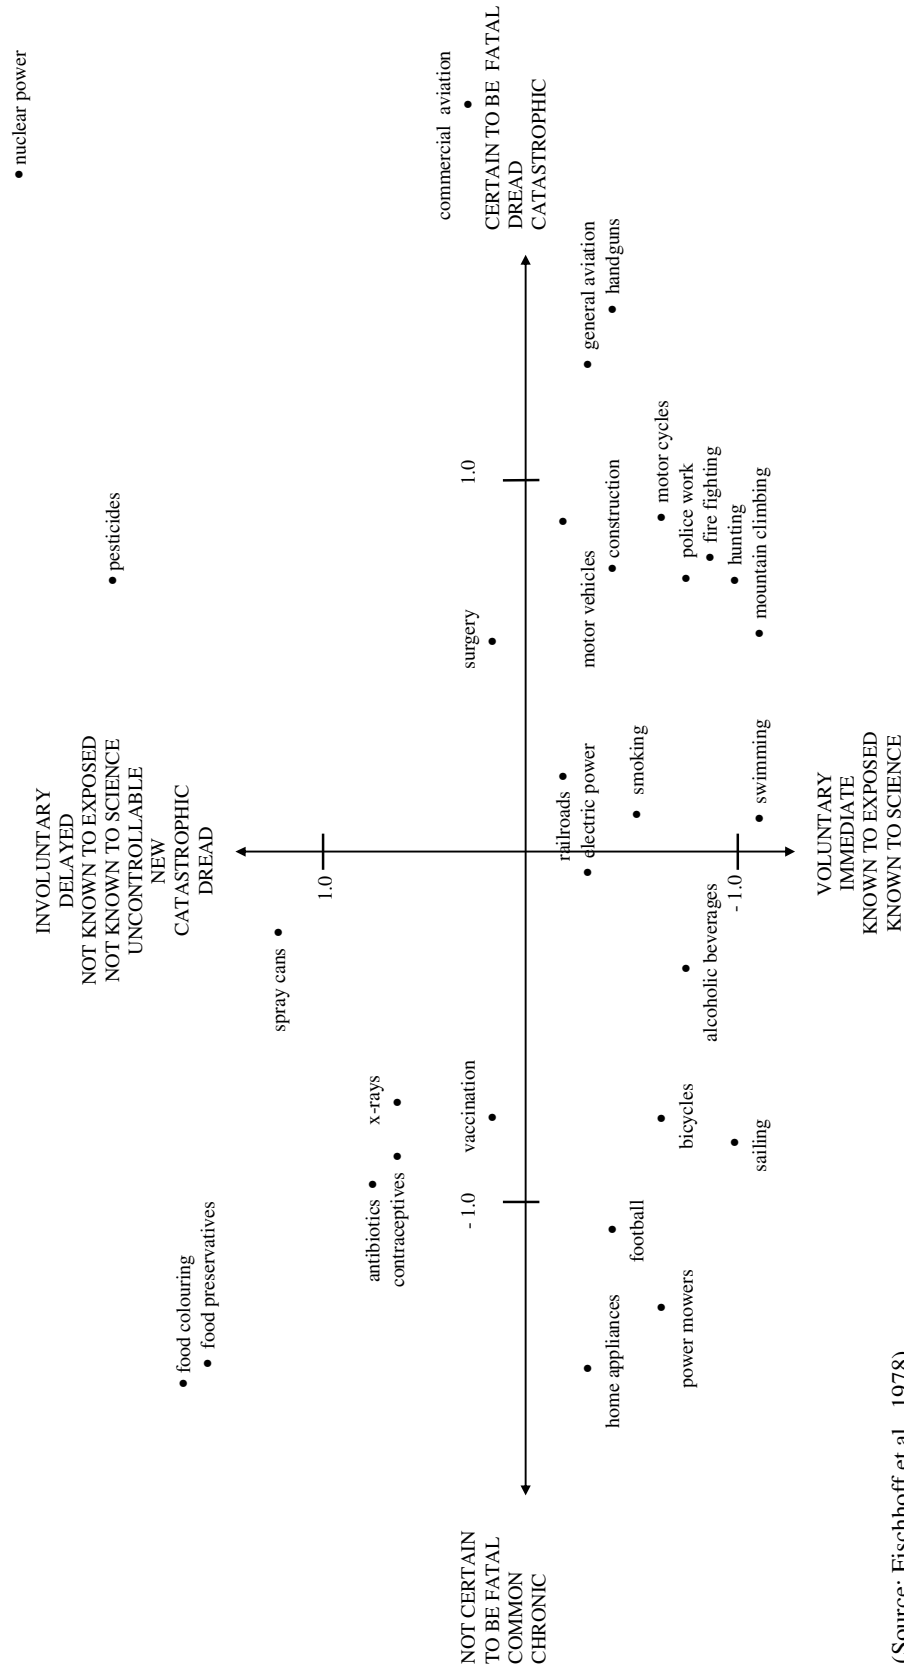 nuclear power
INVOLUNTARY
DELAYED
NOT KNOWN TO EXPOSED
NOT KNOWN TO SCIENCE
UNCONTROLLABLE
NEW
CATASTROPHIC
DREAD
pesticides
food colouring
food preservatives
spray cans
1.0
antibiotics
x-rays
contraceptives
commercial aviation
vaccination
surgery
NOT CERTAIN
TO BE FATAL
COMMON
CHRONIC
- 1.0
1.0
CERTAIN TO BE FATAL
DREAD
CATASTROPHIC
railroads
electric power
motor vehicles
general aviation
home appliances
construction
handguns
football
smoking
motor cycles
power mowers
bicycles
police work
alcoholic beverages
fire fighting
- 1.0
hunting
sailing
swimming
mountain climbing
VOLUNTARY
IMMEDIATE
KNOWN TO EXPOSED
KNOWN TO SCIENCE
(Source: Fischhoff et al., 1978)